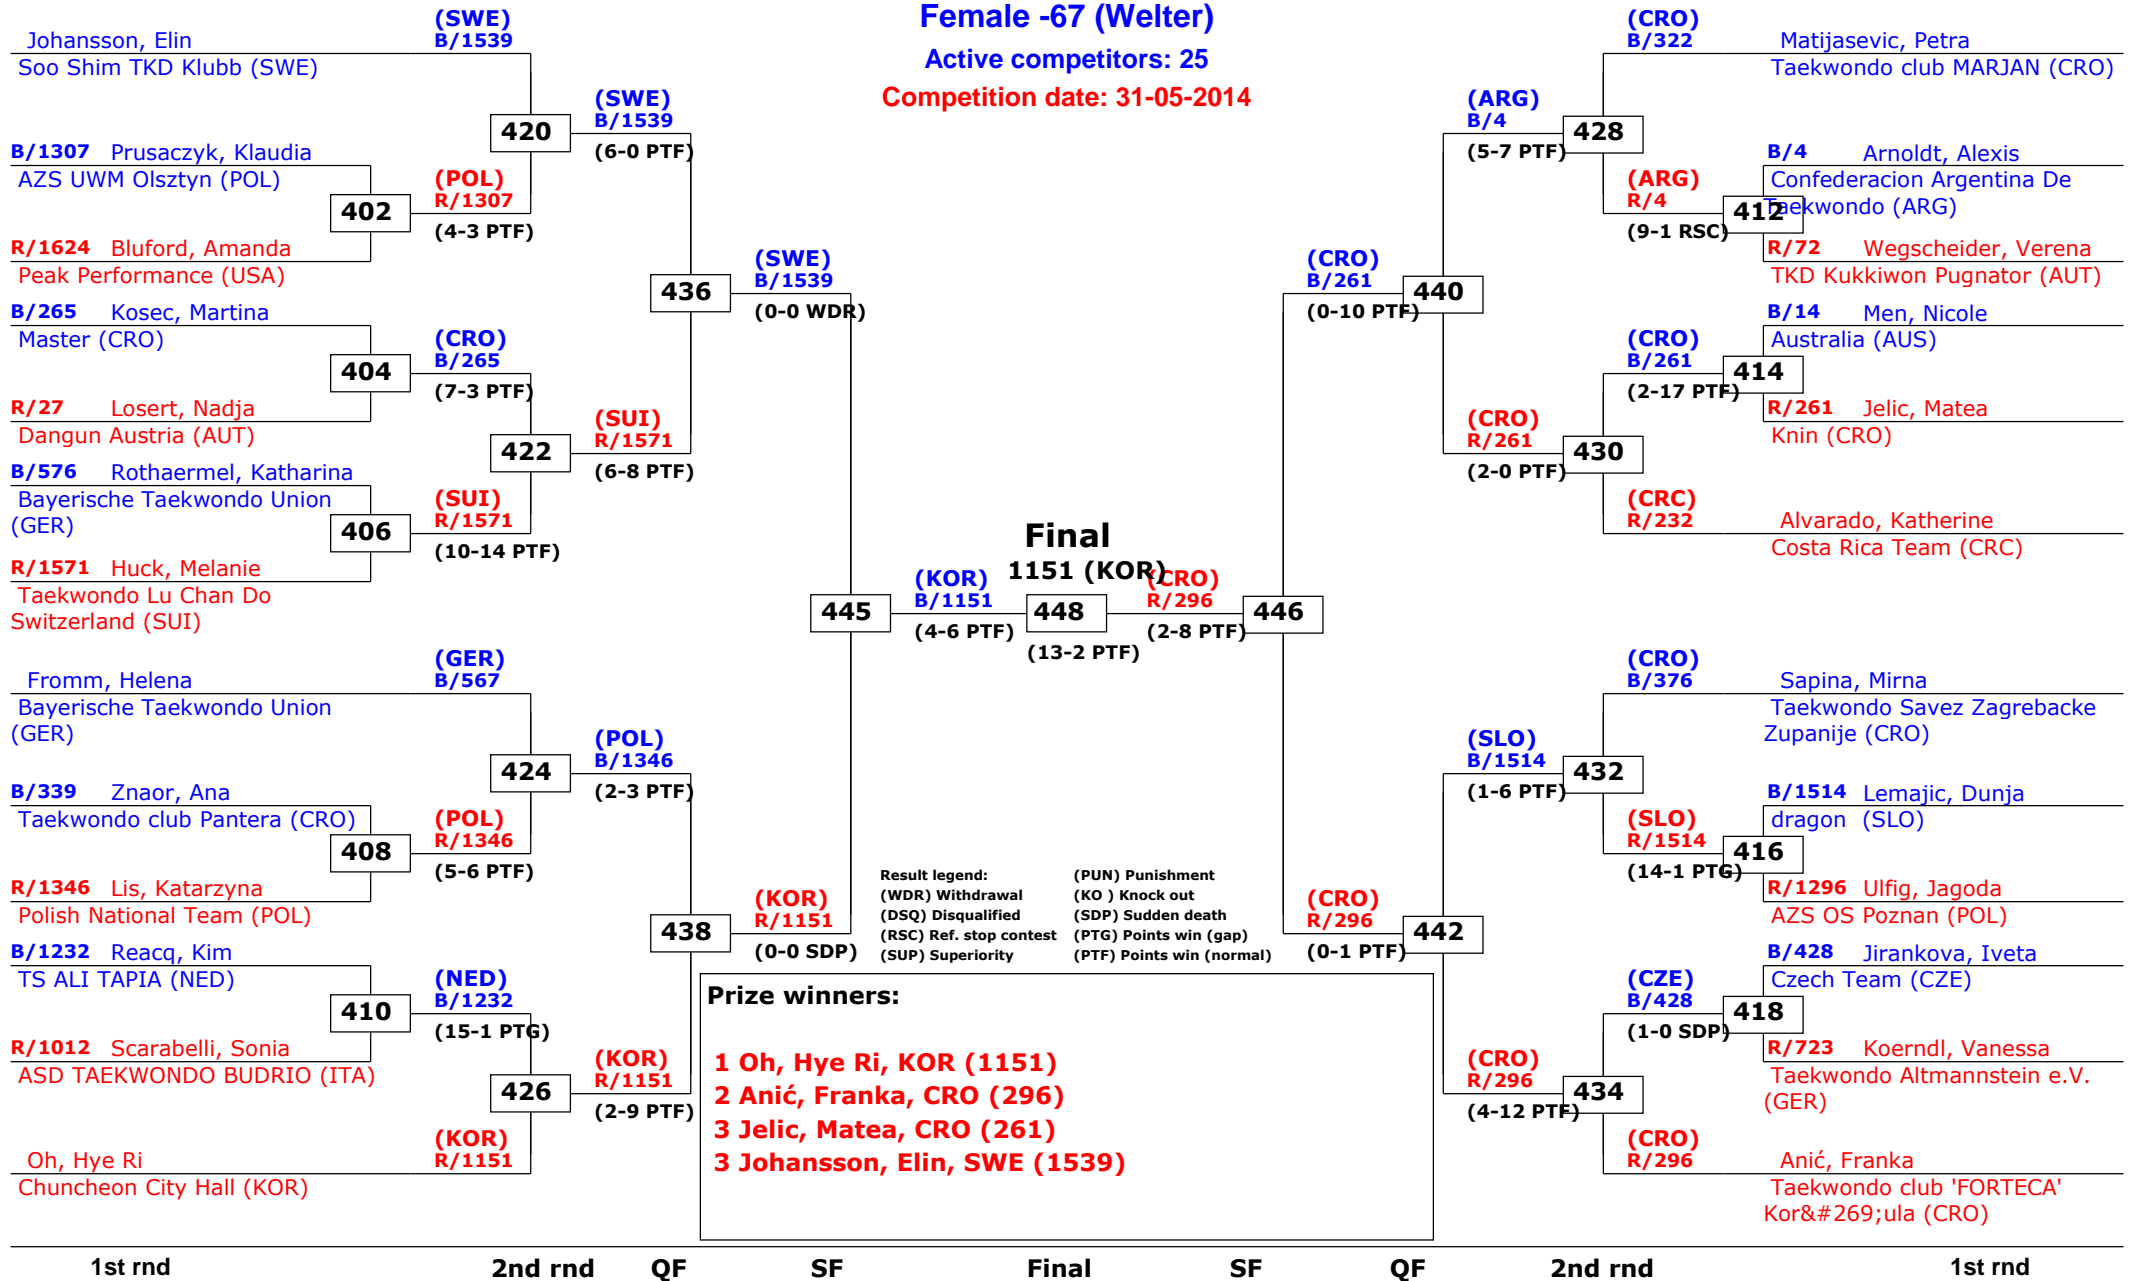 Female -67 (Welter)
Active competitors: 25
Competition date: 31-05-2014
Johansson, Elin
Soo Shim TKD Klubb (SWE)
(SWE)
B/1539
B/1307 Prusaczyk, Klaudia
AZS UWM Olsztyn (POL)
402
R/1624 Bluford, Amanda
Peak Performance (USA)
(POL)
R/1307
(4-3 PTF)
420
(SWE)
B/1539
(6-0 PTF)
B/265 Kosec, Martina
Master (CRO)
404
R/27 Losert, Nadja
Dangun Austria (AUT)
(CRO)
B/265
(7-3 PTF)
B/576 Rothaermel, Katharina
Bayerische Taekwondo Union
(GER)
406
R/1571 Huck, Melanie
Taekwondo Lu Chan Do
Switzerland (SUI)
(SUI)
R/1571
(10-14 PTF)
422
(SUI)
R/1571
(6-8 PTF)
436
(SWE)
B/1539
(0-0 WDR)
Fromm, Helena
Bayerische Taekwondo Union
(GER)
(GER)
B/567
B/339 Znaor, Ana
Taekwondo club Pantera (CRO)
408
R/1346 Lis, Katarzyna
Polish National Team (POL)
(POL)
R/1346
(5-6 PTF)
424
(POL)
B/1346
(2-3 PTF)
B/1232 Reacq, Kim
TS ALI TAPIA (NED)
410
R/1012 Scarabelli, Sonia
ASD TAEKWONDO BUDRIO (ITA)
(NED)
B/1232
(15-1 PTG)
Oh, Hye Ri
Chuncheon City Hall (KOR)
(KOR)
R/1151
426
(KOR)
R/1151
(2-9 PTF)
438
(KOR)
R/1151
(0-0 SDP)
445
(KOR)
B/1151
(4-6 PTF)
Final
1151 (KOR)
448
(13-2 PTF)
(CRO)
R/296
(2-8 PTF)
446
(CRO)
B/261
(0-10 PTF)
440
(ARG)
B/4
(5-7 PTF)
428
(CRO)
B/322
Matijasevic, Petra
Taekwondo club MARJAN (CRO)
(ARG)
R/4
(9-1 RSC)
412
B/4 Arnoldt, Alexis
Confederacion Argentina De
Taekwondo (ARG)
R/72 Wegscheider, Verena
TKD Kukkiwon Pugnator (AUT)
(CRO)
R/261
(2-0 PTF)
430
(CRO)
B/261
(2-17 PTF)
414
B/14 Men, Nicole
Australia (AUS)
R/261 Jelic, Matea
Knin (CRO)
(CRC)
R/232
Alvarado, Katherine
Costa Rica Team (CRC)
(CRO)
R/296
(0-1 PTF)
442
(SLO)
B/1514
(1-6 PTF)
432
(CRO)
B/376
Sapina, Mirna
Taekwondo Savez Zagrebacke
Zupanije (CRO)
(SLO)
R/1514
(14-1 PTG)
416
B/1514 Lemajic, Dunja
dragon (SLO)
R/1296 Ulfig, Jagoda
AZS OS Poznan (POL)
(CRO)
R/296
(4-12 PTF)
434
(CZE)
B/428
(1-0 SDP)
418
B/428 Jirankova, Iveta
Czech Team (CZE)
R/723 Koerndl, Vanessa
Taekwondo Altmannstein e.V.
(GER)
(CRO)
R/296
Anić, Franka
Taekwondo club 'FORTECA'
Kor&#269;ula (CRO)
Result legend:
(WDR) Withdrawal
(DSQ) Disqualified
(RSC) Ref. stop contest
(SUP) Superiority
(PUN) Punishment
(KO ) Knock out
(SDP) Sudden death
(PTG) Points win (gap)
(PTF) Points win (normal)
Prize winners:
1 Oh, Hye Ri, KOR (1151)
2 Anić, Franka, CRO (296)
3 Jelic, Matea, CRO (261)
3 Johansson, Elin, SWE (1539)
1st rnd 2nd rnd QF SF Final SF QF 2nd rnd 1st rnd